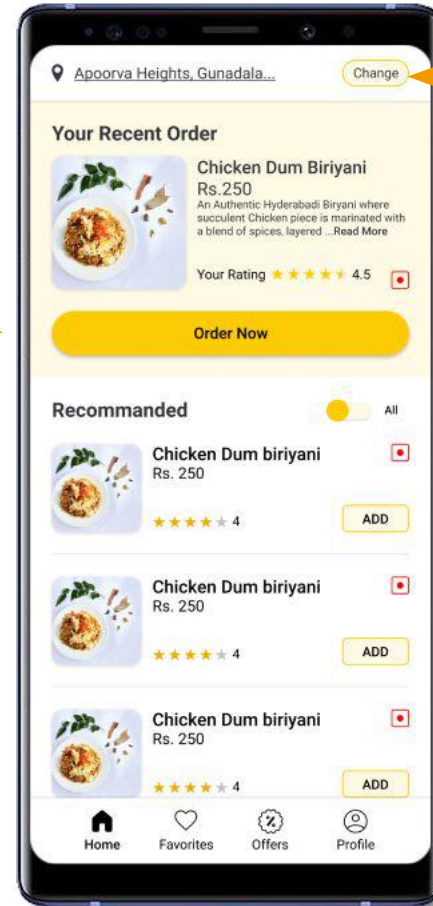 Apoorva Heights, Gunadala...
Change
Your Recent Order
Chicken Dum Biriyani
Rs.250
An Authentic Hyderabadi Biryani where
succulent Chicken piece is marinated with
a blend of spices, layered ...Read More
Your Rating 4.5
Order Now
Recommanded
All
Chicken Dum biriyani
Rs. 250
4
ADD
Chicken Dum biriyani
Rs. 250
4
ADD
Chicken Dum biriyani
Rs. 250
4
ADD
Home Favorites Offers Profile